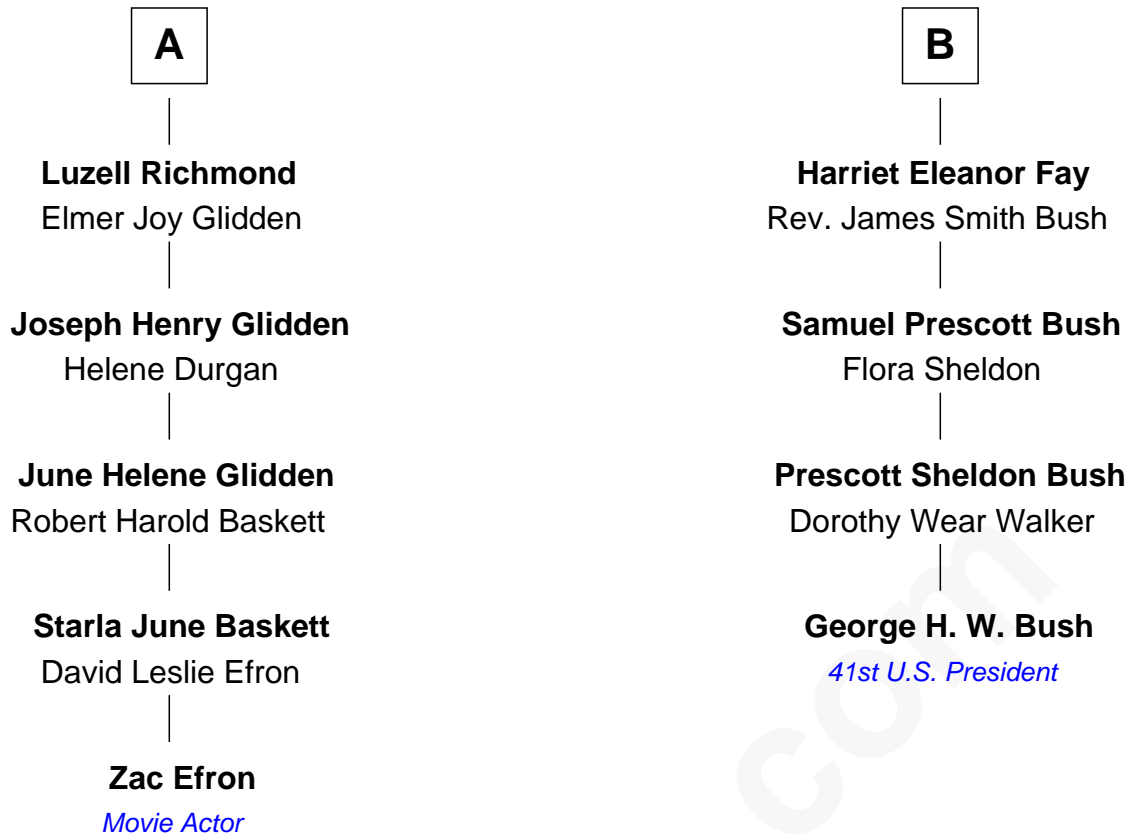 A
Luzell Richmond
Elmer Joy Glidden
Joseph Henry Glidden
Helene Durgan
June Helene Glidden
Robert Harold Baskett
Starla June Baskett
David Leslie Efron
Zac Efron
Movie Actor
B
Harriet Eleanor Fay
Rev. James Smith Bush
Samuel Prescott Bush
Flora Sheldon
Prescott Sheldon Bush
Dorothy Wear Walker
George H. W. Bush
41st U.S. President
com